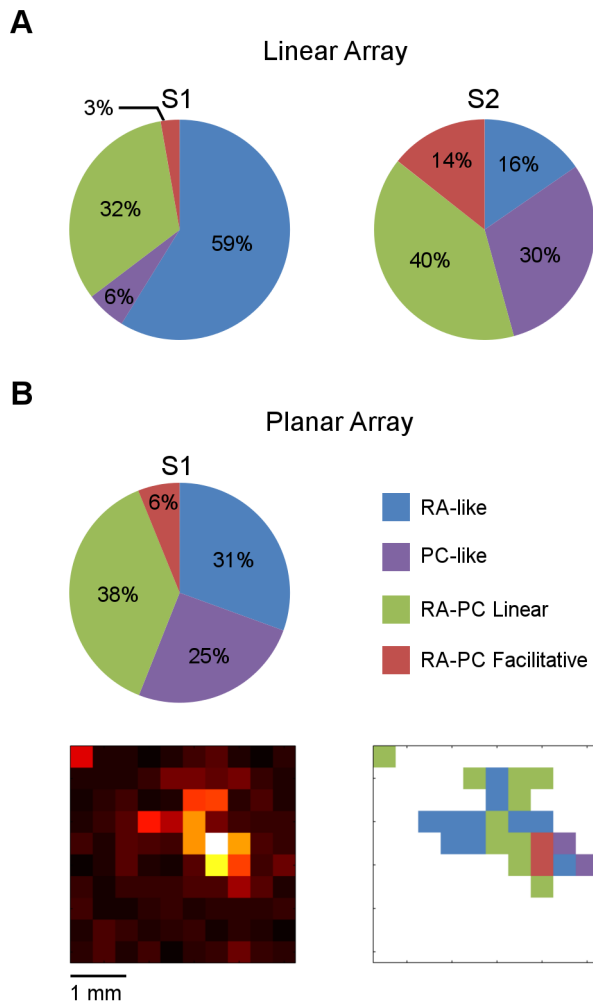 A
Linear Array
S1
S2
3%
14%
16%
32%
59%
40%
30%
6%
B
Planar Array
S1
6%
RA-like
31%
PC-like
38%
RA-PC Linear
25%
RA-PC Facilitative
1 mm